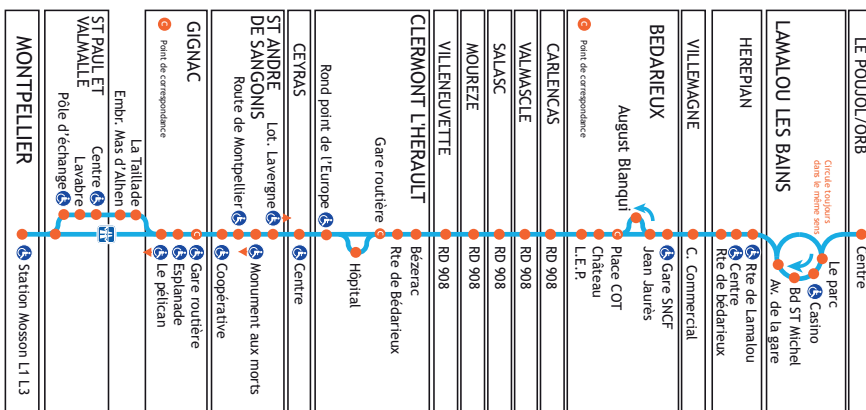 MONTPELLIER
Station Mosson L1 L3
ST PAUL ET
VALMALLE
Pôle d'échange
Lavabre
Centre
Embr. Mas d'Alhen
La Taillade
GIGNAC
C Point de correspondance
Le pélican
Esplanade
Gare routière
C
ST ANDRE
DE SANGONIS
Route de Montpellier
Lot. Lavergne
Coopérative
Monument aux morts
CEYRAS
Centre
Rond point de l'Europe
CLERMONT L'HERAULT
Gare routière
C
Hôpital
Rte de Bédarieux
Bézerac
VILLENEUVETTE
RD 908
MOUREZE
RD 908
SALASC
RD 908
VALMASCLE
RD 908
CARLENCAS
RD 908
BEDARIEUX
C Point de correspondance
August Blanqui
L.E.P.
Château
Place COT
C
Jean Jaurès
Gare SNCF
VILLEMAGNE
C. Commercial
HEREPIAN
Rte de bédarieux
Centre
Rte de Lamalou
LAMALOU LES BAINS
Circule toujours
dans le même sens
Av. de la gare
Bd ST Michel
Casino
Le parc
LE POUJOL/ORB
Centre